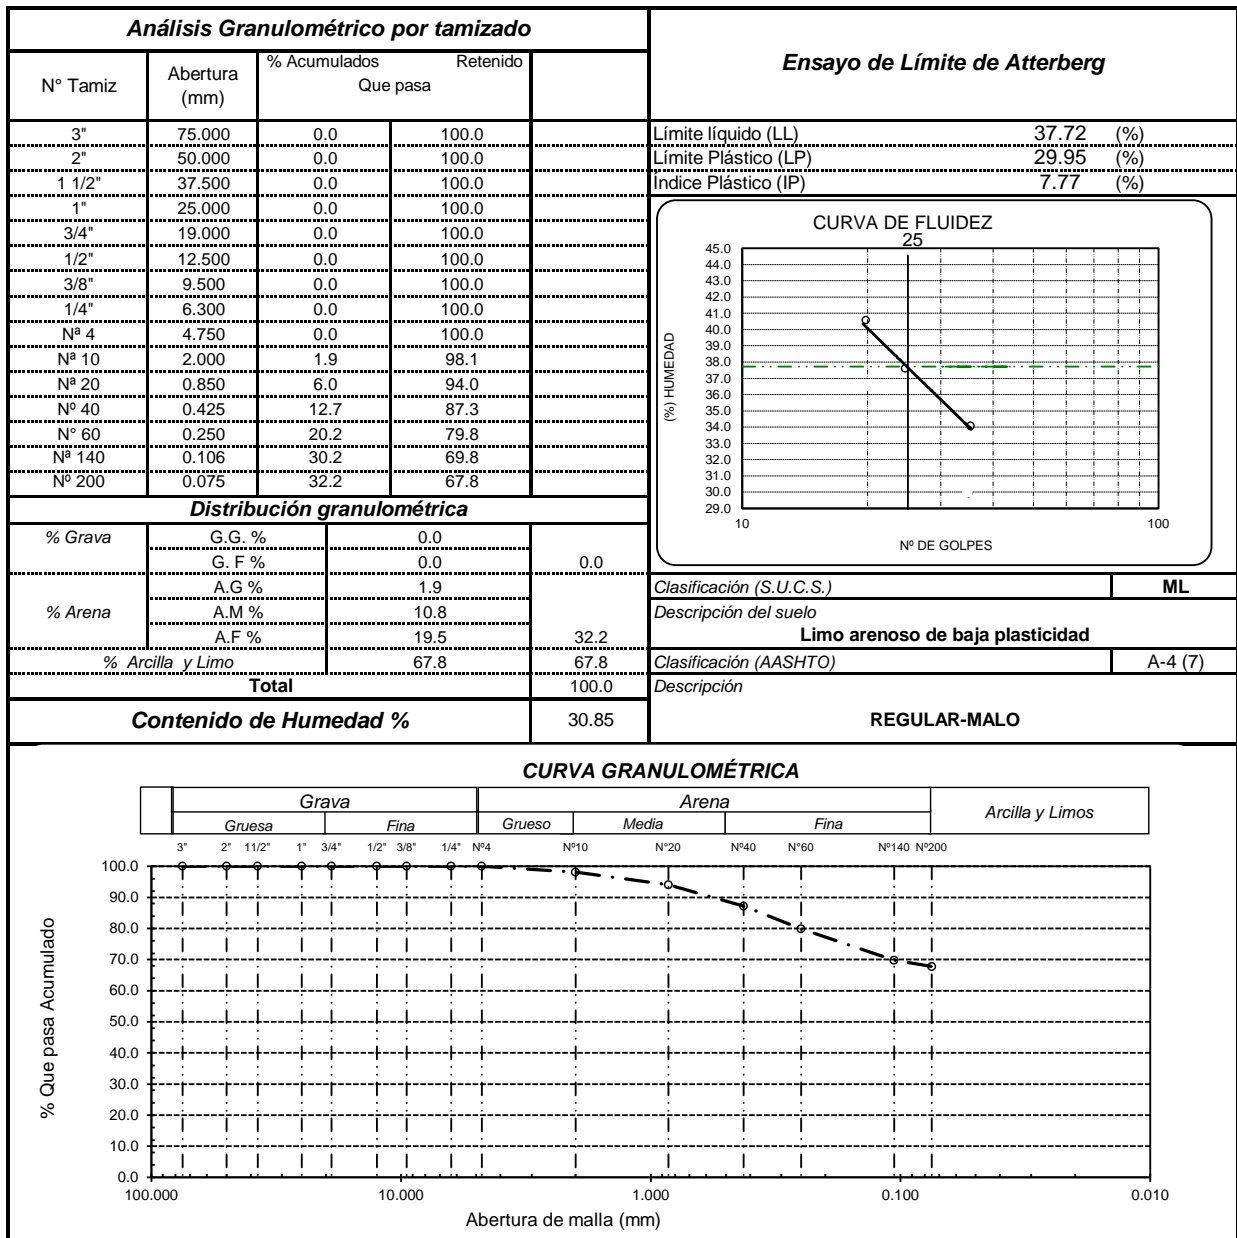 Análisis Granulométrico por tamizado
N° Tamiz
Abertura (mm)
% Acumulados Retenido
Que pasa
3" 75.000 0.0 100.0
2" 50.000 0.0 100.0
1 1/2" 37.500 0.0 100.0
1" 25.000 0.0 100.0
3/4" 19.000 0.0 100.0
1/2" 12.500 0.0 100.0
3/8" 9.500 0.0 100.0
1/4" 6.300 0.0 100.0
Nª 4 4.750 0.0 100.0
Nª 10 2.000 1.9 98.1
Nª 20 0.850 6.0 94.0
Nº 40 0.425 12.7 87.3
N° 60 0.250 20.2 79.8
Nª 140 0.106 30.2 69.8
Nº 200 0.075 32.2 67.8
Distribución granulométrica
% Grava G.G. % 0.0
G. F % 0.0 0.0
A.G % 1.9
% Arena A.M % 10.8
A.F % 19.5 32.2
% Arcilla y Limo 67.8 67.8
Total 100.0
Contenido de Humedad % 30.85
Ensayo de Límite de Atterberg
Límite líquido (LL) 37.72 (%)
Límite Plástico (LP) 29.95 (%)
Índice Plástico (IP) 7.77 (%)
CURVA DE FLUIDEZ
25
(%) HUMEDAD
45.0
44.0
43.0
42.0
41.0
40.0
39.0
38.0
37.0
36.0
35.0
34.0
33.0
32.0
31.0
30.0
29.0
10 100
Nº DE GOLPES
Clasificación (S.U.C.S.) ML
Descripción del suelo
Limo arenoso de baja plasticidad
Clasificación (AASHTO) A-4 (7)
Descripción
REGULAR-MALO
CURVA GRANULOMÉTRICA
Grava Arena Arcilla y Limos
Gruesa Fina Grueso Media Fina
3" 2" 11/2" 1" 3/4" 1/2" 3/8" 1/4" Nº4 Nº10 N°20 Nº40 N°60 Nº140 Nº200
% Que pasa Acumulado
100.0
90.0
80.0
70.0
60.0
50.0
40.0
30.0
20.0
10.0
0.0
100.000 10.000 1.000 0.100 0.010
Abertura de malla (mm)